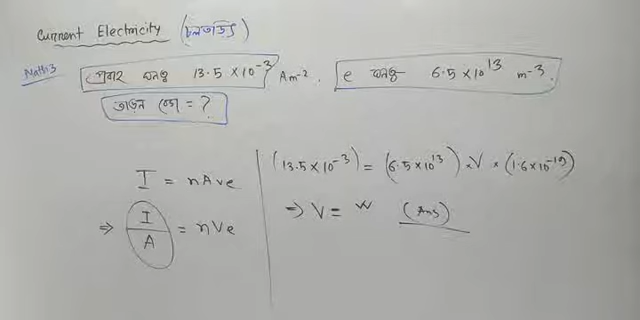 Current Electricity (চলতড়িৎ)
Math:3 প্রবাহ ঘনত্ব 13.5 × 10⁻³ Am⁻². e ঘনত্ব 6.5 × 10¹³ m⁻³.
তাড়ন বেগ = ?
(13.5 × 10⁻³) = (6.5 × 10¹³) × V × (1.6 × 10⁻¹⁹)
I = nAve
⇒ V = (Ans)
⇒ I/A = nVe